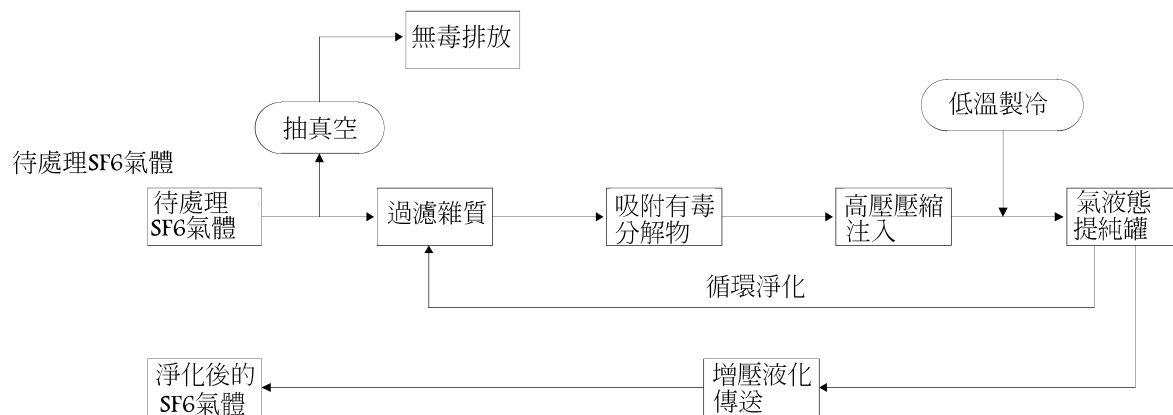 無毒排放
低溫製冷
抽真空
待處理SF6氣體
待處理
SF6氣體
過濾雜質
吸附有毒
分解物
高壓壓縮
注入
氣液態
提純罐
循環淨化
淨化後的
SF6氣體
增壓液化
傳送